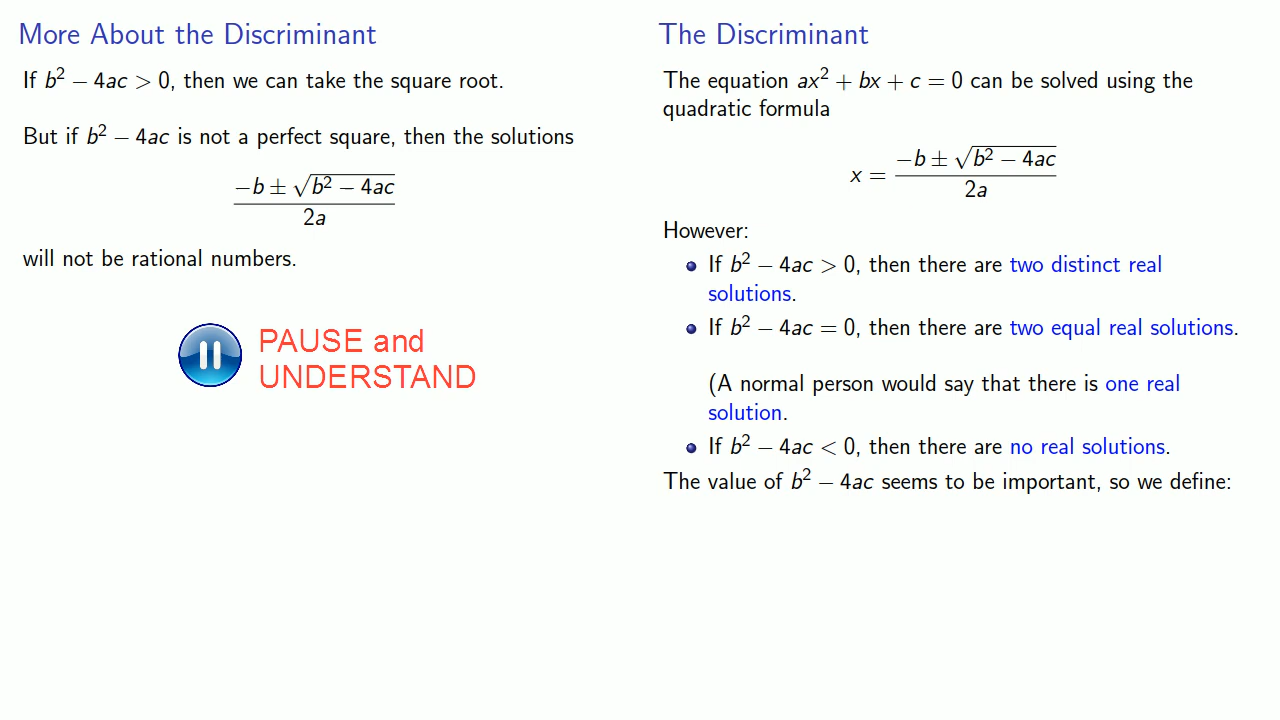 More About the Discriminant
If b² − 4ac > 0, then we can take the square root.
But if b² − 4ac is not a perfect square, then the solutions
−b ± √(b² − 4ac)
2a
will not be rational numbers.
PAUSE and
UNDERSTAND
The Discriminant
The equation ax² + bx + c = 0 can be solved using the
quadratic formula
x = −b ± √(b² − 4ac)
2a
However:
If b² − 4ac > 0, then there are two distinct real
solutions.
If b² − 4ac = 0, then there are two equal real solutions.
(A normal person would say that there is one real
solution.
If b² − 4ac < 0, then there are no real solutions.
The value of b² − 4ac seems to be important, so we define: